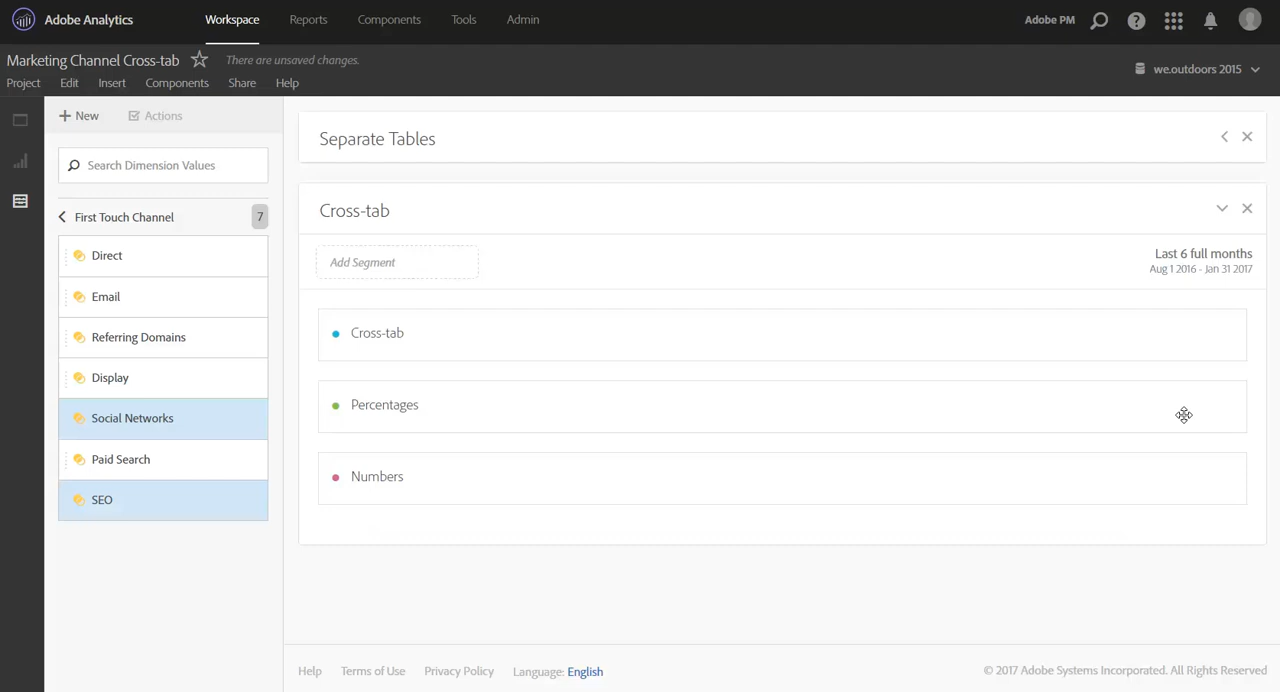 Adobe Analytics
Workspace
Reports
Components
Tools
Admin
Adobe PM
Marketing Channel Cross-tab
There are unsaved changes.
we.outdoors 2015
Project
Edit
Insert
Components
Share
Help
New
Actions
Search Dimension Values
First Touch Channel
7
Direct
Email
Referring Domains
Display
Social Networks
Paid Search
SEO
Separate Tables
Cross-tab
Add Segment
Last 6 full months
Aug 1 2016 - Jan 31 2017
Cross-tab
Percentages
Numbers
Help
Terms of Use
Privacy Policy
Language: English
© 2017 Adobe Systems Incorporated. All Rights Reserved